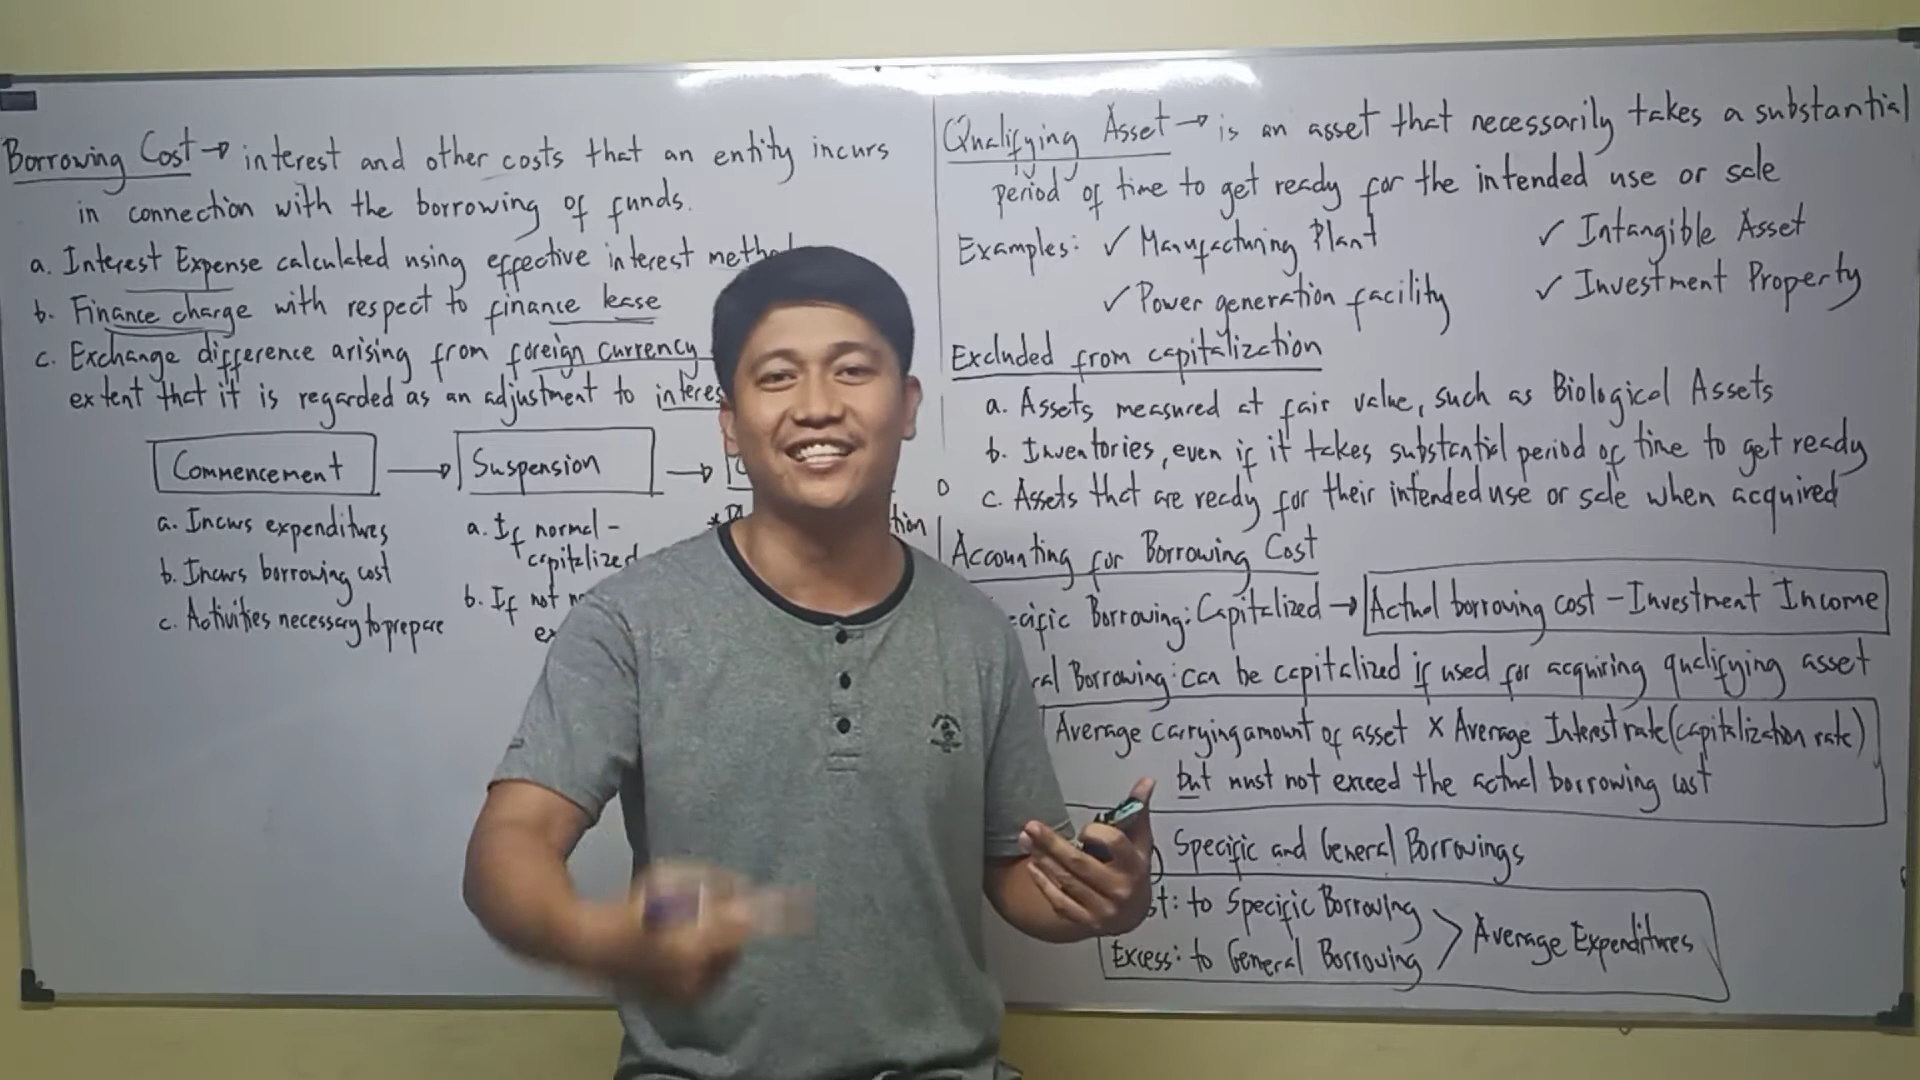 Borrowing Cost → interest and other costs that an entity incurs
in connection with the borrowing of funds.
a. Interest Expense calculated using effective interest
b. Finance charge with respect to finance lease
c. Exchange difference arising from foreign currency
extent that it is regarded as an adjustment to
Commencement → Suspension →
a. Incurs expenditures
b. Incurs borrowing cost
c. Activities necessary to prepare
a. If normal -
capitalized
b. If not
Qualifying Asset → is an asset that necessarily takes a substantial
period of time to get ready for the intended use or sale
Examples: ✓ Manufacturing Plant ✓ Intangible Asset
✓ Power generation facility ✓ Investment Property
Excluded from capitalization
a. Assets measured at fair value, such as Biological Assets
b. Inventories, even if it takes substantial period of time to get ready
c. Assets that are ready for their intended use or sale when acquired
Accounting for Borrowing Cost
Borrowing: Capitalized → Actual borrowing cost - Investment Income
Borrowing: can be capitalized if used for acquiring qualifying asset
Average carrying amount of asset x Average Interest rate (capitalization rate)
but must not exceed the actual borrowing cost
Specific and General Borrowings
to Specific Borrowing
Excess: to General Borrowing > Average Expenditures